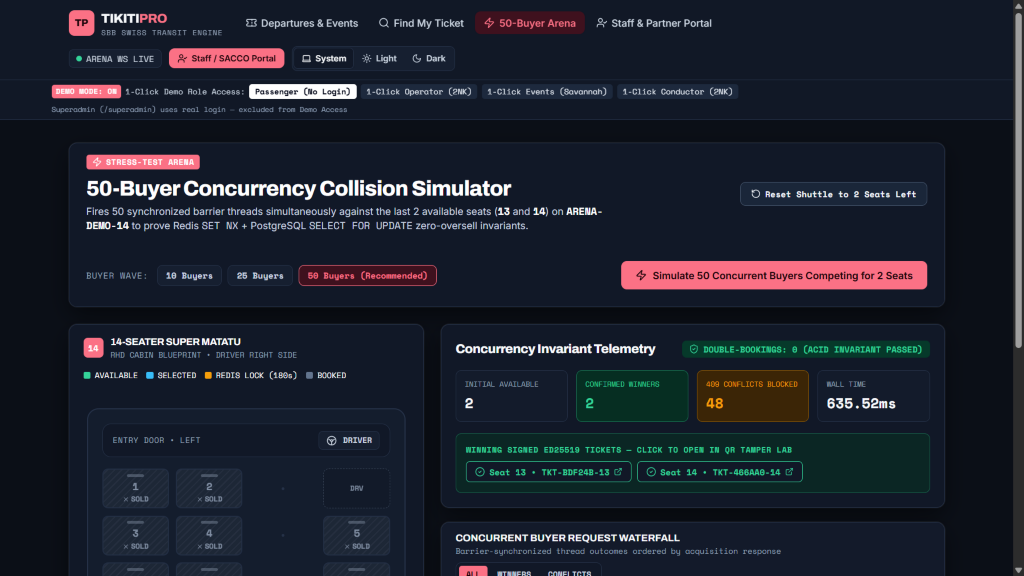 TP TIKITIPRO
SBB SWISS TRANSIT ENGINE
Departures & Events Find My Ticket 50-Buyer Arena Staff & Partner Portal
ARENA WS LIVE Staff / SACCO Portal System Light Dark
DEMO MODE: ON 1-Click Demo Role Access: Passenger (No Login) 1-Click Operator (2NK) 1-Click Events (Savannah) 1-Click Conductor (2NK)
Superadmin (/superadmin) uses real login — excluded from Demo Access
STRESS-TEST ARENA
50-Buyer Concurrency Collision Simulator
Fires 50 synchronized barrier threads simultaneously against the last 2 available seats (13 and 14) on ARENA-
DEMO-14 to prove Redis SET NX + PostgreSQL SELECT FOR UPDATE zero-oversell invariants.
Reset Shuttle to 2 Seats Left
BUYER WAVE: 10 Buyers 25 Buyers 50 Buyers (Recommended)
Simulate 50 Concurrent Buyers Competing for 2 Seats
14 14-SEATER SUPER MATATU
RHD CABIN BLUEPRINT • DRIVER RIGHT SIDE
AVAILABLE SELECTED REDIS LOCK (180s) BOOKED
ENTRY DOOR • LEFT DRIVER
1 2 DRV
× SOLD × SOLD
3 4 5
× SOLD × SOLD × SOLD
Concurrency Invariant Telemetry
DOUBLE-BOOKINGS: 0 (ACID INVARIANT PASSED)
INITIAL AVAILABLE CONFIRMED WINNERS 409 CONFLICTS BLOCKED WALL TIME
2 2 48 635.52ms
WINNING SIGNED ED25519 TICKETS — CLICK TO OPEN IN QR TAMPER LAB
Seat 13 • TKT-BDF24B-13 Seat 14 • TKT-466AA0-14
CONCURRENT BUYER REQUEST WATERFALL
Barrier-synchronized thread outcomes ordered by acquisition response
ALL WINNERS CONFLICTS